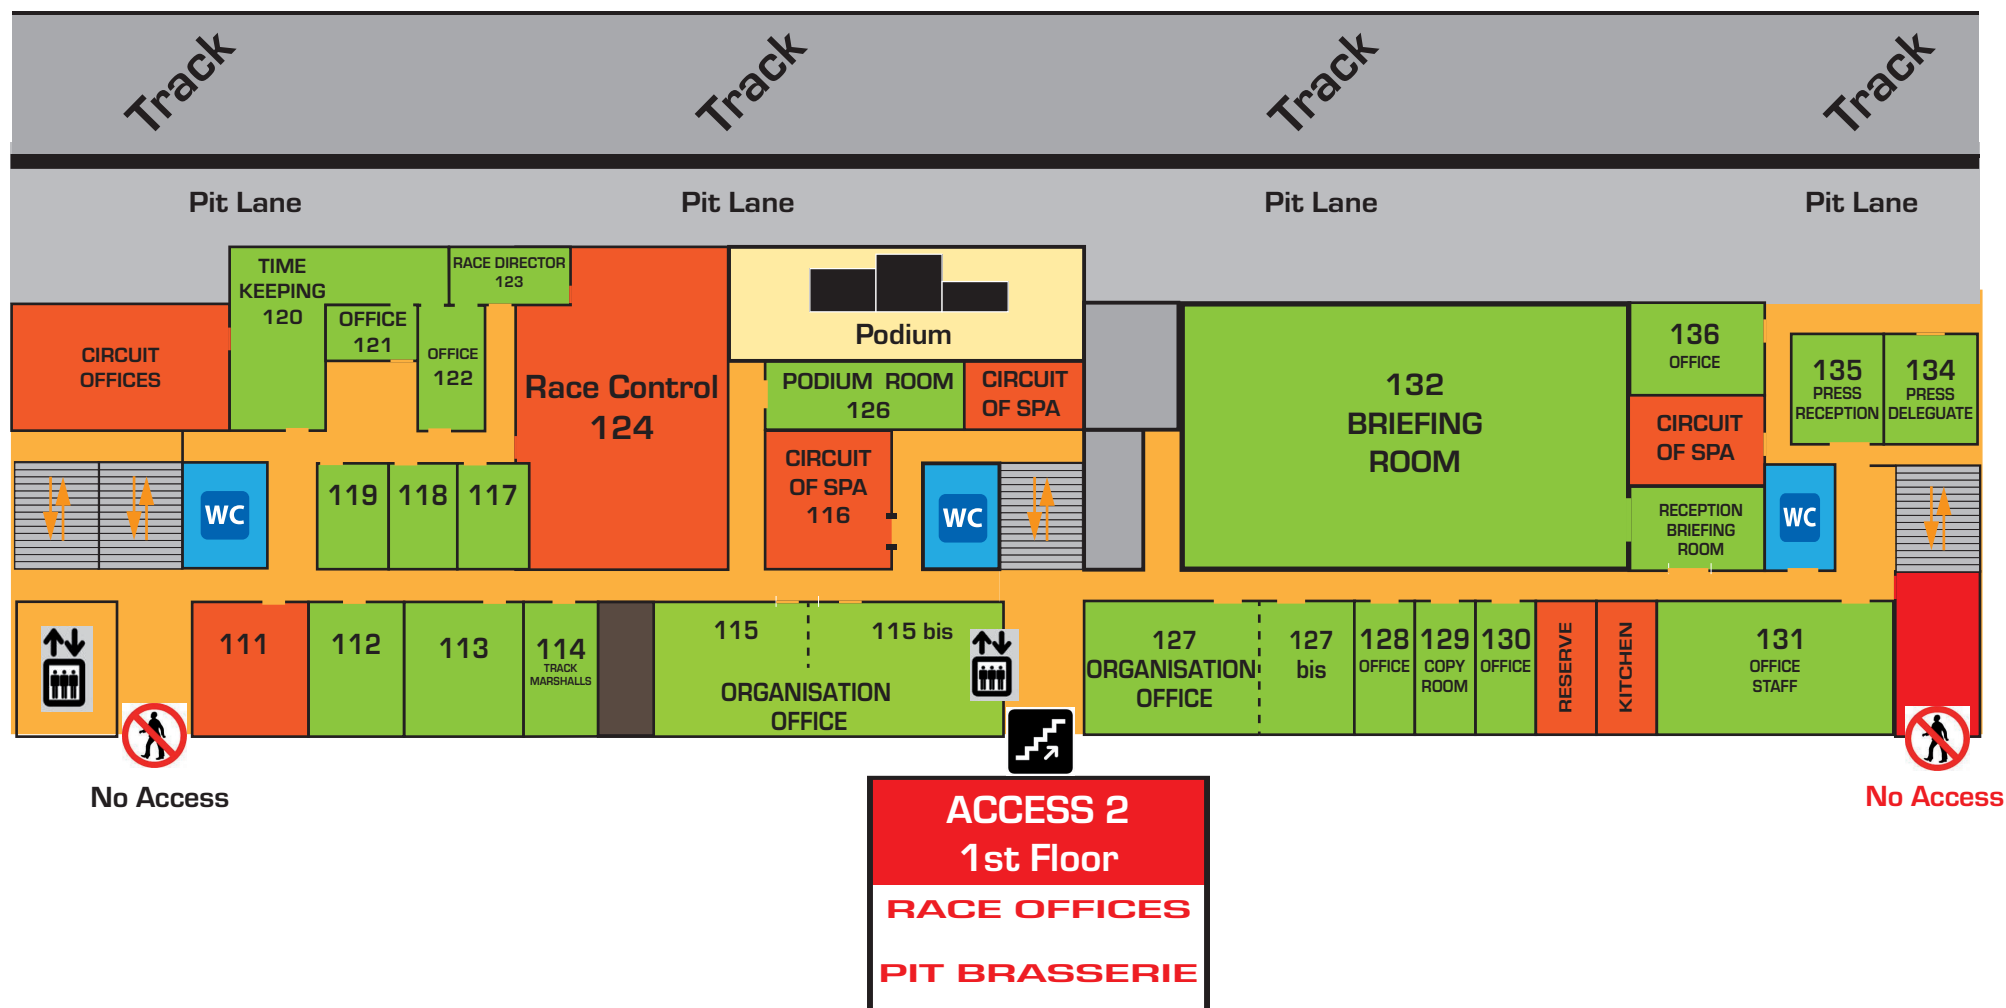 Track
Track
Track
Track
Pit Lane
Pit Lane
Pit Lane
Pit Lane
CIRCUIT
OFFICES
TIME
KEEPING
120
OFFICE
121
OFFICE
122
RACE DIRECTOR
123
Race Control
124
Podium
PODIUM ROOM
126
CIRCUIT
OF SPA
CIRCUIT
OF SPA
116
132
BRIEFING
ROOM
136
OFFICE
CIRCUIT
OF SPA
RECEPTION
BRIEFING
ROOM
135
PRESS
RECEPTION
134
PRESS
DELEGUATE
WC
119
118
117
WC
WC
111
112
113
114
TRACK
MARSHALLS
115
115 bis
ORGANISATION
OFFICE
127
ORGANISATION
OFFICE
127
bis
128
OFFICE
129
COPY
ROOM
130
OFFICE
RESERVE
KITCHEN
131
OFFICE
STAFF
No Access
No Access
ACCESS 2
1st Floor
RACE OFFICES
PIT BRASSERIE